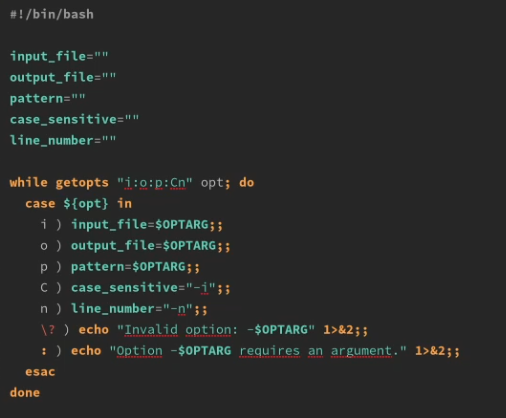 #!/bin/bash
input_file=""
output_file=""
pattern=""
case_sensitive=""
line_number=""
while getopts "i:o:p:Cn" opt; do
case ${opt} in
i ) input_file=$OPTARG;;
o ) output_file=$OPTARG;;
p ) pattern=$OPTARG;;
C ) case_sensitive="-i";;
n ) line_number="-n";;
\? ) echo "Invalid option: -$OPTARG" 1>&2;;
: ) echo "Option -$OPTARG requires an argument." 1>&2;;
esac
done